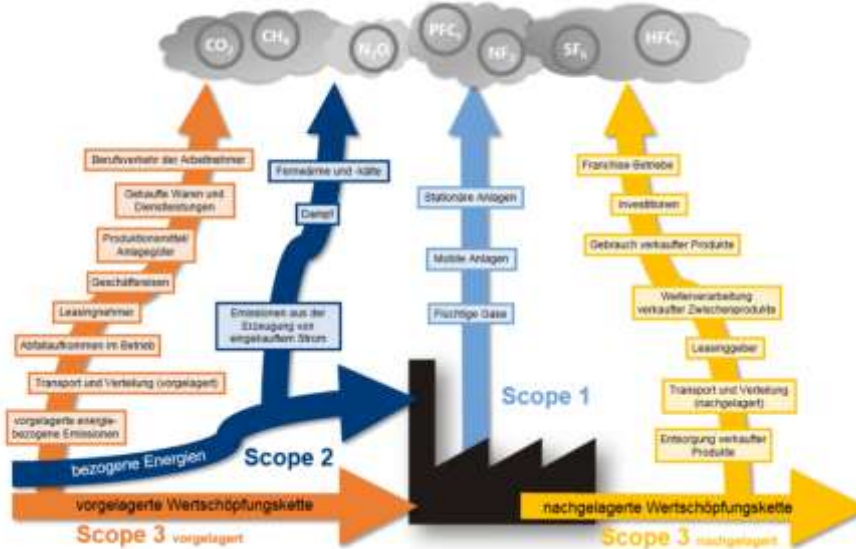 CO₂
CH₄
N₂O
PFCₛ
NF₃
SF₆
HFCₛ
Berufsverkehr der Arbeitnehmer
Gekaufte Waren und
Dienstleistungen
Produktionsmittel/
Anlagegüter
Geschäftsreisen
Leasingnehmer
Abfallaufkommen im Betrieb
Transport und Verteilung (vorgelagert)
vorgelagerte energie-
bezogene Emissionen
Fernwärme und -kälte
Dampf
Emissionen aus der
Erzeugung von
eingekauftem Strom
Stationäre Anlagen
Mobile Anlagen
Flüchtige Gase
Franchise Betriebe
Investitionen
Gebrauch verkaufter Produkte
Weiterverarbeitung
verkaufter Zwischenprodukte
Leasinggeber
Transport und Verteilung
(nachgelagert)
Entsorgung verkaufter
Produkte
Scope 1
Scope 2
bezogene Energien
vorgelagerte Wertschöpfungskette
nachgelagerte Wertschöpfungskette
Scope 3 vorgelagert
Scope 3 nachgelagert